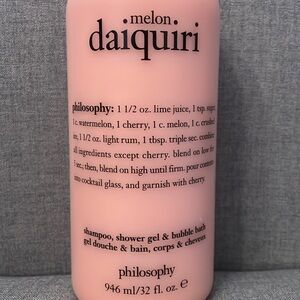 melon
daiquiri
philosophy: 1 1/2 oz. lime juice, 1 tsp. sugar,
1 c. watermelon, 1 cherry, 1 c. melon, 1 c. crushed
ice, 1 1/2 oz. light rum, 1 tbsp. triple sec. combine
all ingredients except cherry. blend on low for
5 sec.; then, blend on high until firm. pour contents
into cocktail glass, and garnish with cherry.
shampoo, shower gel & bubble bath
gel douche & bain, corps & cheveux
philosophy
946 ml/32 fl. oz. e